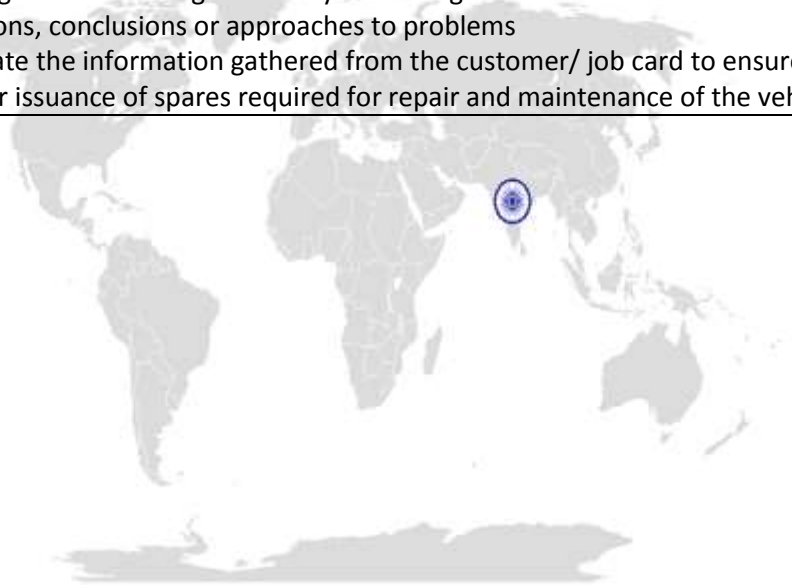 ons, conclusions or approaches to problems
ate the information gathered from the customer/ job card to ensure
r issuance of spares required for repair and maintenance of the veh